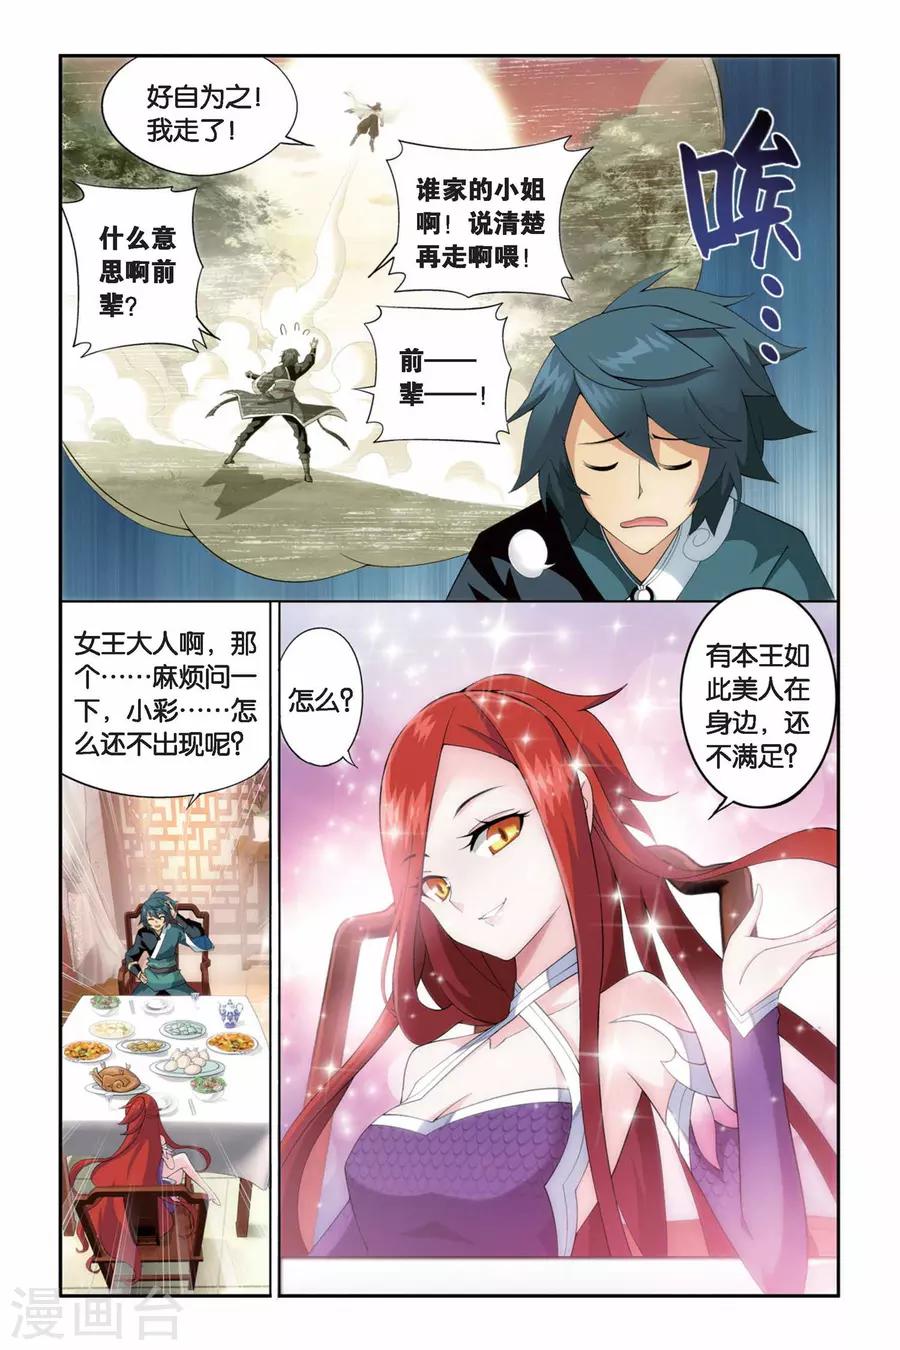 好自为之！
我走了！
什么意
思啊前
辈？
谁家的小姐
啊！说清楚
再走啊喂！
前——
辈——！
唉…
女王大人啊，那
个……麻烦问一
下，小彩……怎
么还不出现呢？
怎么？
有本王如
此美人在
身边，还
不满足？
漫画台